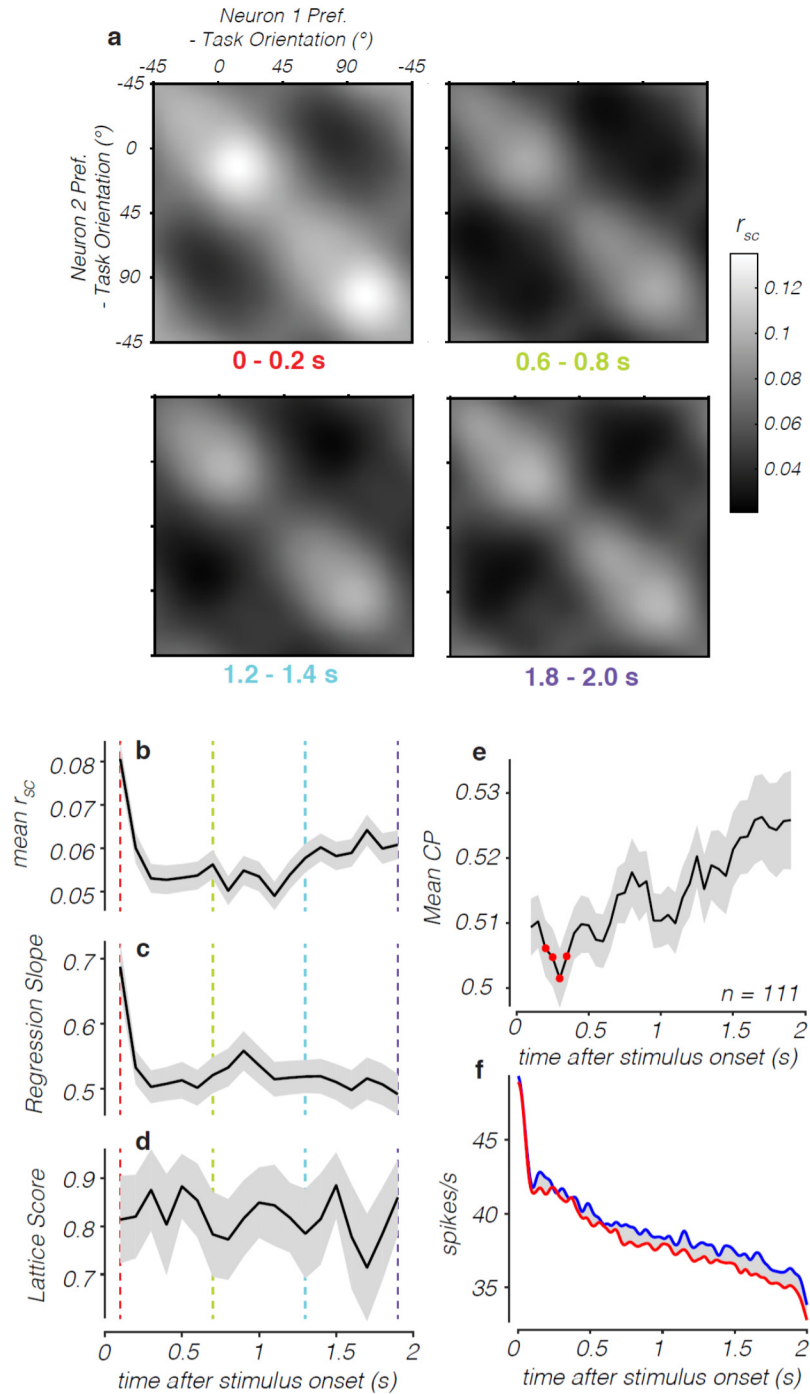 Neuron 1 Pref.
- Task Orientation (°)
a
-45 0 45 90 -45
Neuron 2 Pref.
- Task Orientation (°)
-45
0
45
90
-45
0 - 0.2 s
0.6 - 0.8 s
1.2 - 1.4 s
1.8 - 2.0 s
rsc
0.12
0.1
0.08
0.06
0.04
b
mean rsc
0.08
0.07
0.06
0.05
c
Regression Slope
0.7
0.6
0.5
d
Lattice Score
0.9
0.8
0.7
0 0.5 1 1.5 2
time after stimulus onset (s)
e
Mean CP
0.53
0.52
0.51
0.5
n = 111
0 0.5 1 1.5 2
time after stimulus onset (s)
f
spikes/s
45
40
35
0 0.5 1 1.5 2
time after stimulus onset (s)